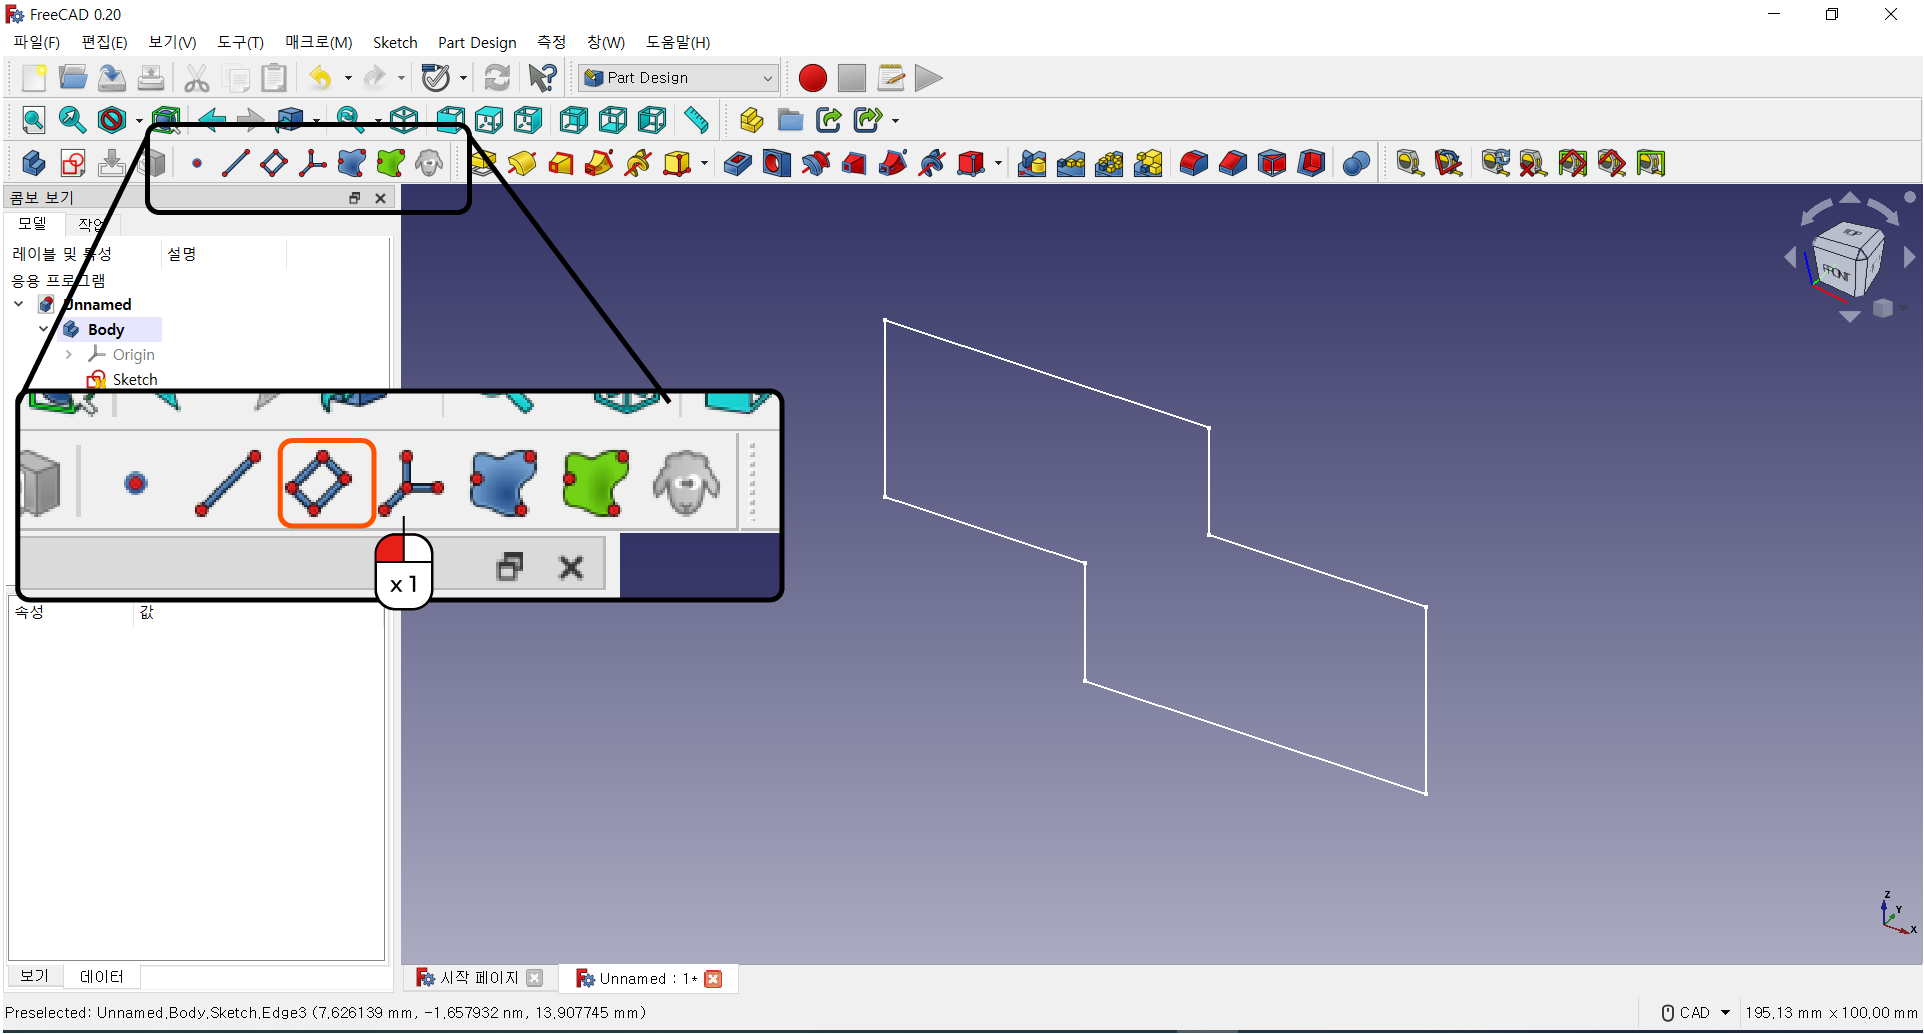 FreeCAD 0.20
파일(F) 편집(E) 보기(V) 도구(T) 매크로(M) Sketch Part Design 측정 창(W) 도움말(H)
Part Design
콤보 보기
모델 작업
레이블 및 특성 설명
응용 프로그램
Unnamed
Body
Origin
Sketch
x 1
속성 값
TOP
FRONT
Z
Y
X
보기 데이터
시작 페이지 Unnamed : 1*
Preselected: Unnamed.Body.Sketch.Edge3 (7.626139 mm, -1.657932 nm, 13.907745 mm) CAD 195.13 mm x 100.00 mm